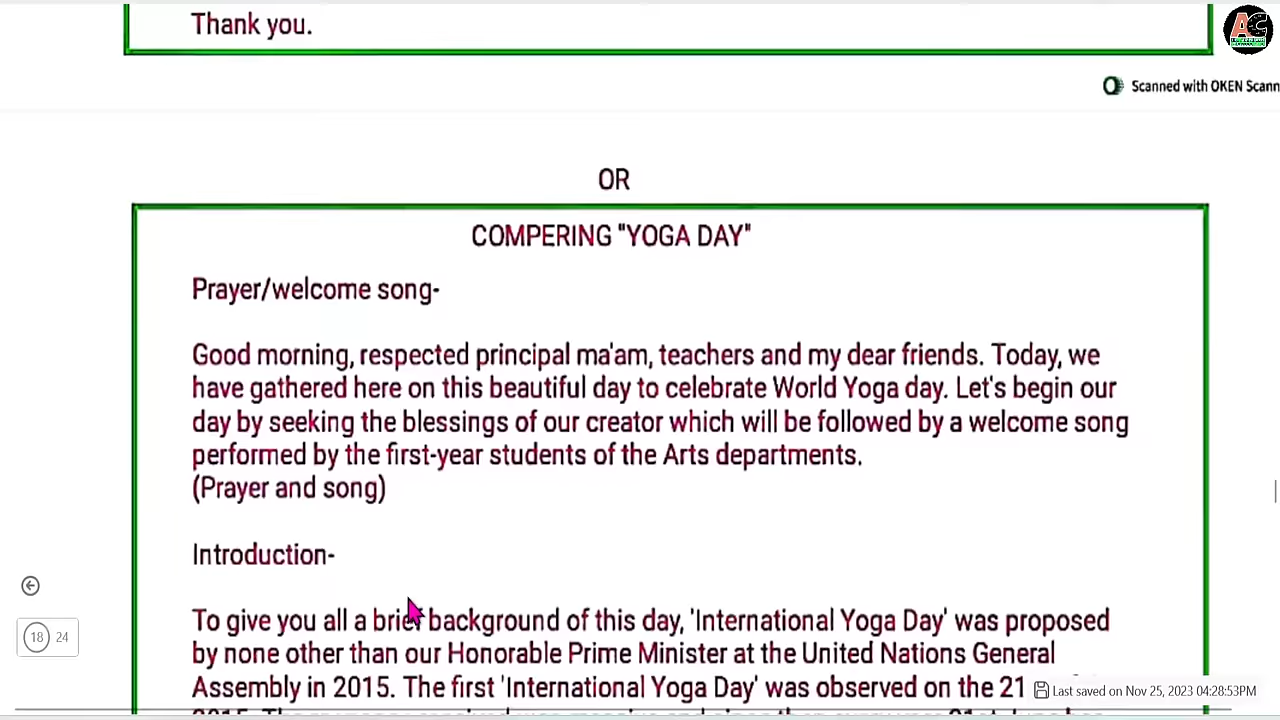 Thank you.
Scanned with OKEN Scann
OR
COMPERING "YOGA DAY"
Prayer/welcome song-
Good morning, respected principal ma'am, teachers and my dear friends. Today, we
have gathered here on this beautiful day to celebrate World Yoga day. Let's begin our
day by seeking the blessings of our creator which will be followed by a welcome song
performed by the first-year students of the Arts departments.
(Prayer and song)
Introduction-
To give you all a brief background of this day, 'International Yoga Day' was proposed
by none other than our Honorable Prime Minister at the United Nations General
Assembly in 2015. The first 'International Yoga Day' was observed on the 21
18 24
Last saved on Nov 25, 2023 04:28:53PM
AC